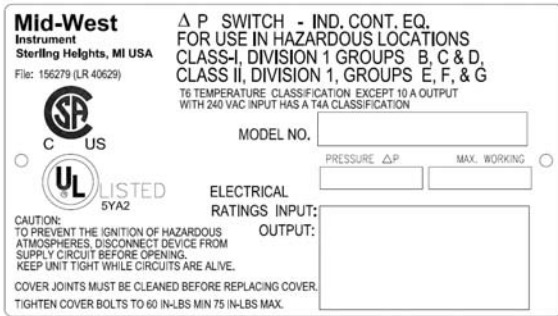 Mid-West
Instrument
Sterling Heights, MI USA
File: 156279 (LR 40629)
Δ P SWITCH - IND. CONT. EQ.
FOR USE IN HAZARDOUS LOCATIONS
CLASS-I, DIVISION 1 GROUPS B, C & D,
CLASS II, DIVISION 1, GROUPS E, F, & G
T6 TEMPERATURE CLASSIFICATION EXCEPT 10 A OUTPUT
WITH 240 VAC INPUT HAS A T4A CLASSIFICATION
SA
C US
UL
LISTED
5YA2
MODEL NO.
PRESSURE ΔP
MAX. WORKING
ELECTRICAL
RATINGS INPUT:
OUTPUT:
CAUTION:
TO PREVENT THE IGNITION OF HAZARDOUS
ATMOSPHERES, DISCONNECT DEVICE FROM
SUPPLY CIRCUIT BEFORE OPENING.
KEEP UNIT TIGHT WHILE CIRCUITS ARE ALIVE.
COVER JOINTS MUST BE CLEANED BEFORE REPLACING COVER.
TIGHTEN COVER BOLTS TO 60 IN-LBS MIN 75 IN-LBS MAX.